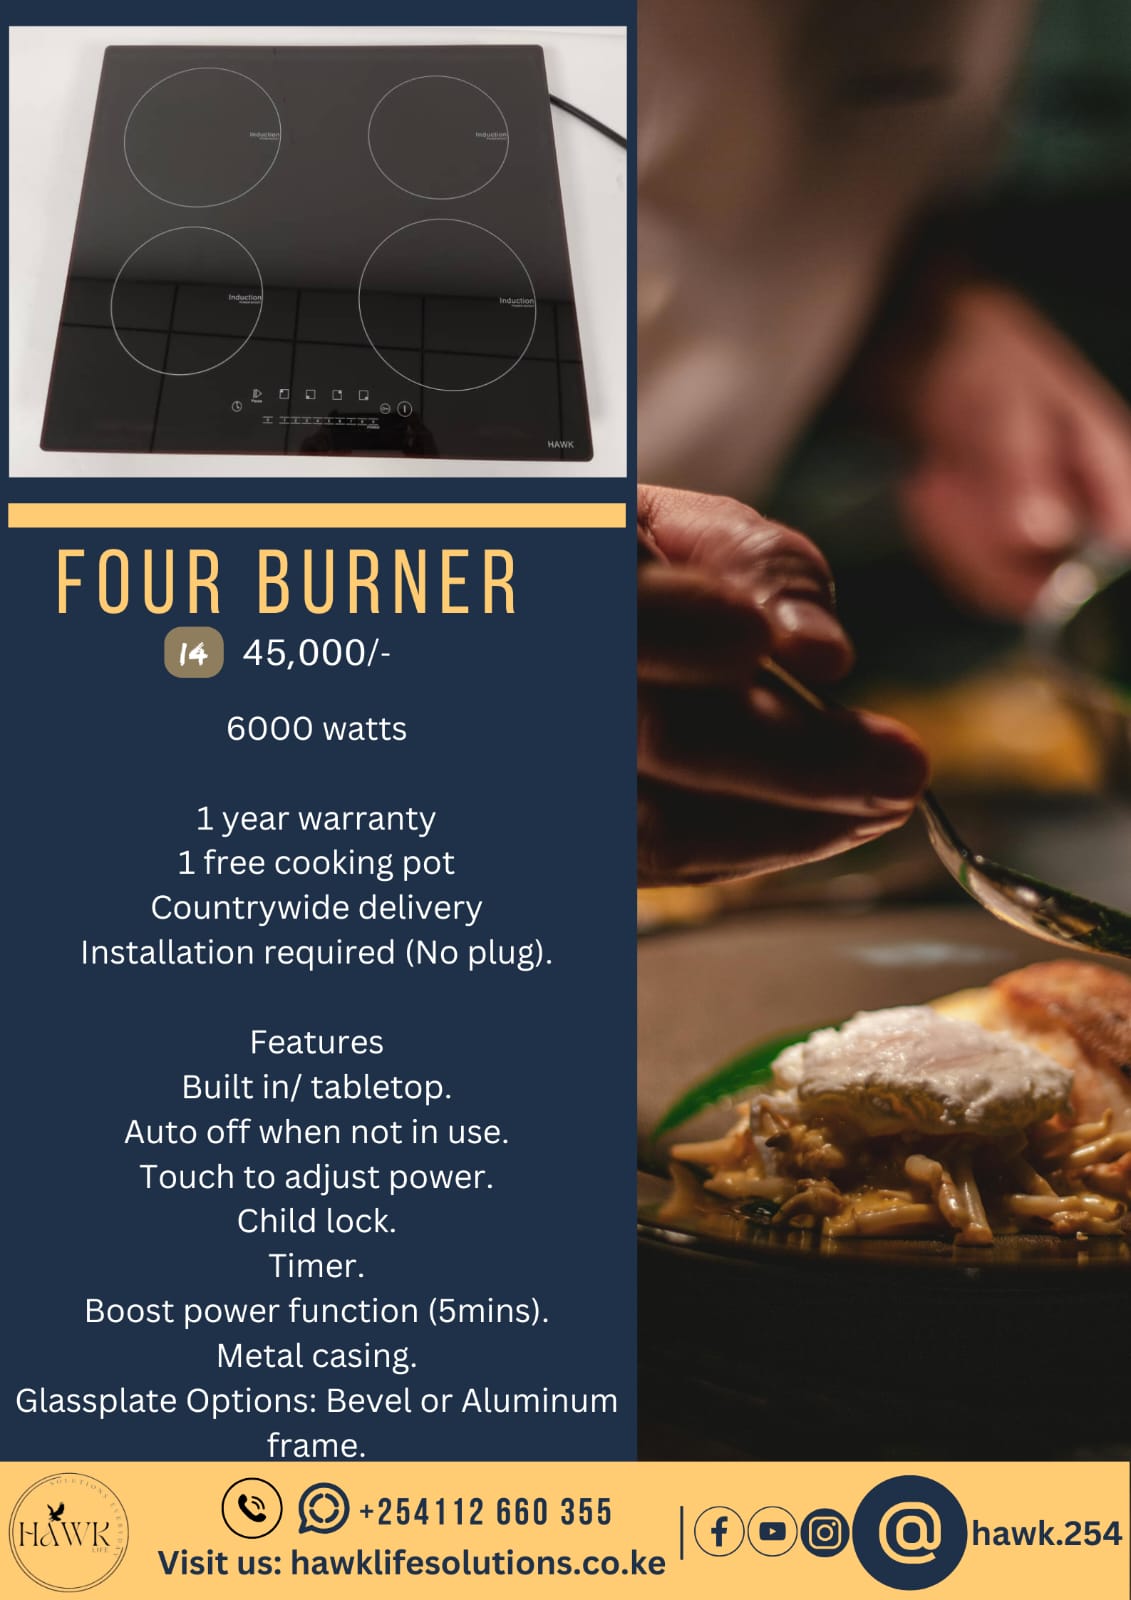 Induction
Induction
Induction
Induction
Pause
HAWK
FOUR BURNER
14 45,000/-
6000 watts
1 year warranty
1 free cooking pot
Countrywide delivery
Installation required (No plug).
Features
Built in/ tabletop.
Auto off when not in use.
Touch to adjust power.
Child lock.
Timer.
Boost power function (5mins).
Metal casing.
Glassplate Options: Bevel or Aluminum
frame.
SOLUTIONS EVERYDAY
HAWK
LIFE
+254112 660 355
Visit us: hawklifesolutions.co.ke
@ hawk.254